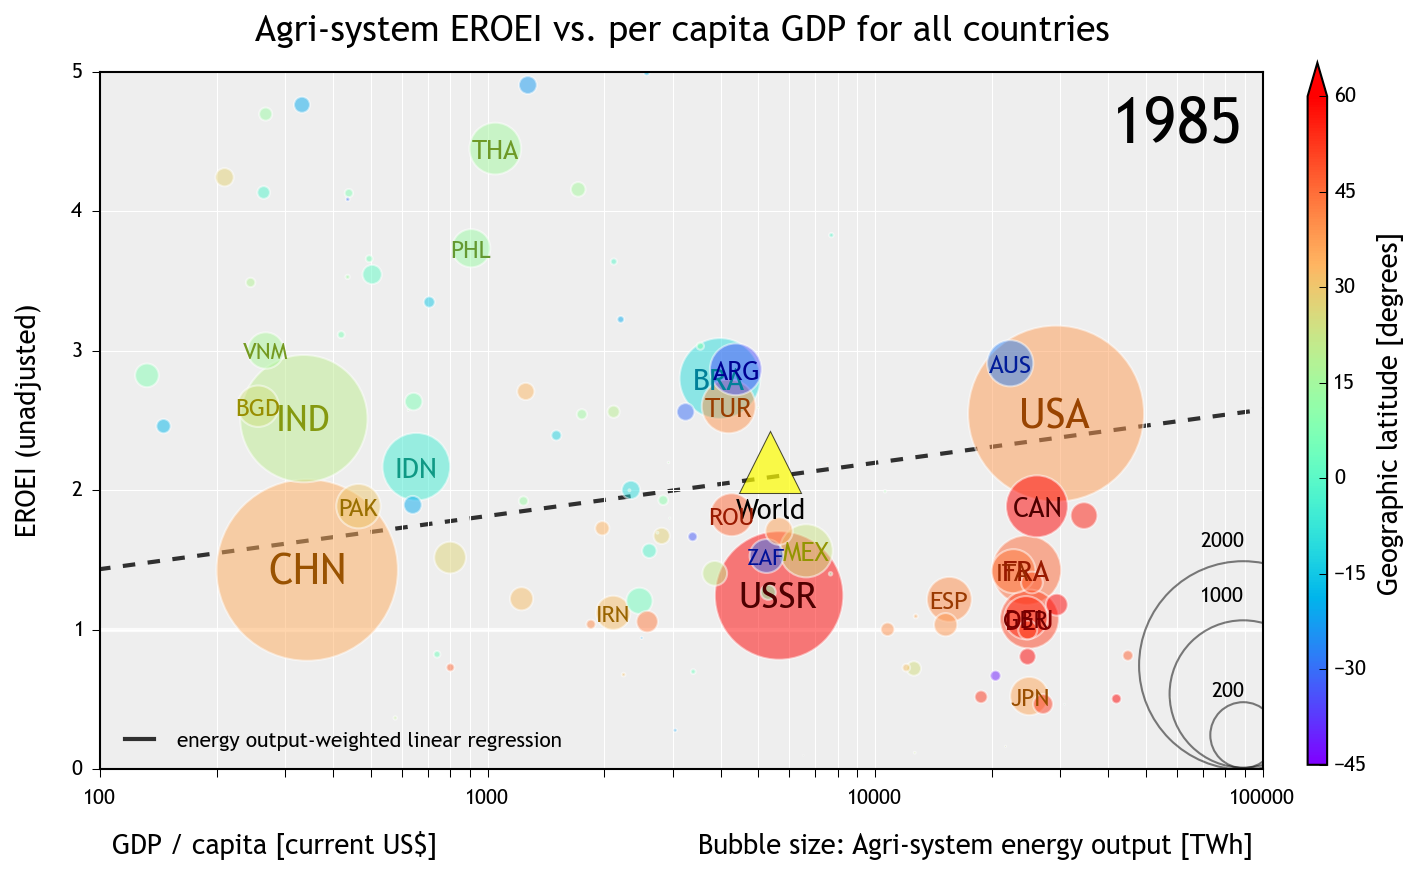 Agri-system EROEI vs. per capita GDP for all countries
1985
EROEI (unadjusted)
5
4
3
2
1
0
THA
PHL
VNM
BGD
IND
IDN
PAK
CHN
IRN
BRA
ARG
TUR
World
ROU
ZAF
MEX
USSR
AUS
USA
CAN
ITA
FRA
ESP
GBR
DEU
JPN
2000
1000
200
energy output-weighted linear regression
100
1000
10000
100000
GDP / capita [current US$]
Bubble size: Agri-system energy output [TWh]
60
45
30
15
0
−15
−30
−45
Geographic latitude [degrees]